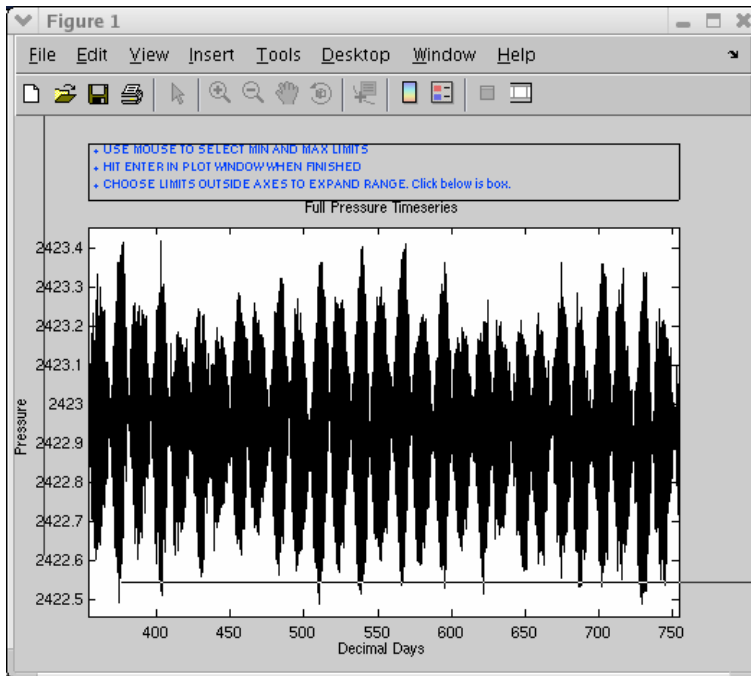 Figure 1
File Edit View Insert Tools Desktop Window Help
+ USE MOUSE TO SELECT MIN AND MAX LIMITS
+ HIT ENTER IN PLOT WINDOW WHEN FINISHED
+ CHOOSE LIMITS OUTSIDE AXES TO EXPAND RANGE. Click below is box.
Full Pressure Timeseries
2423.4
2423.3
2423.2
2423.1
2423
2422.9
2422.8
2422.7
2422.6
2422.5
Pressure
400 450 500 550 600 650 700 750
Decimal Days